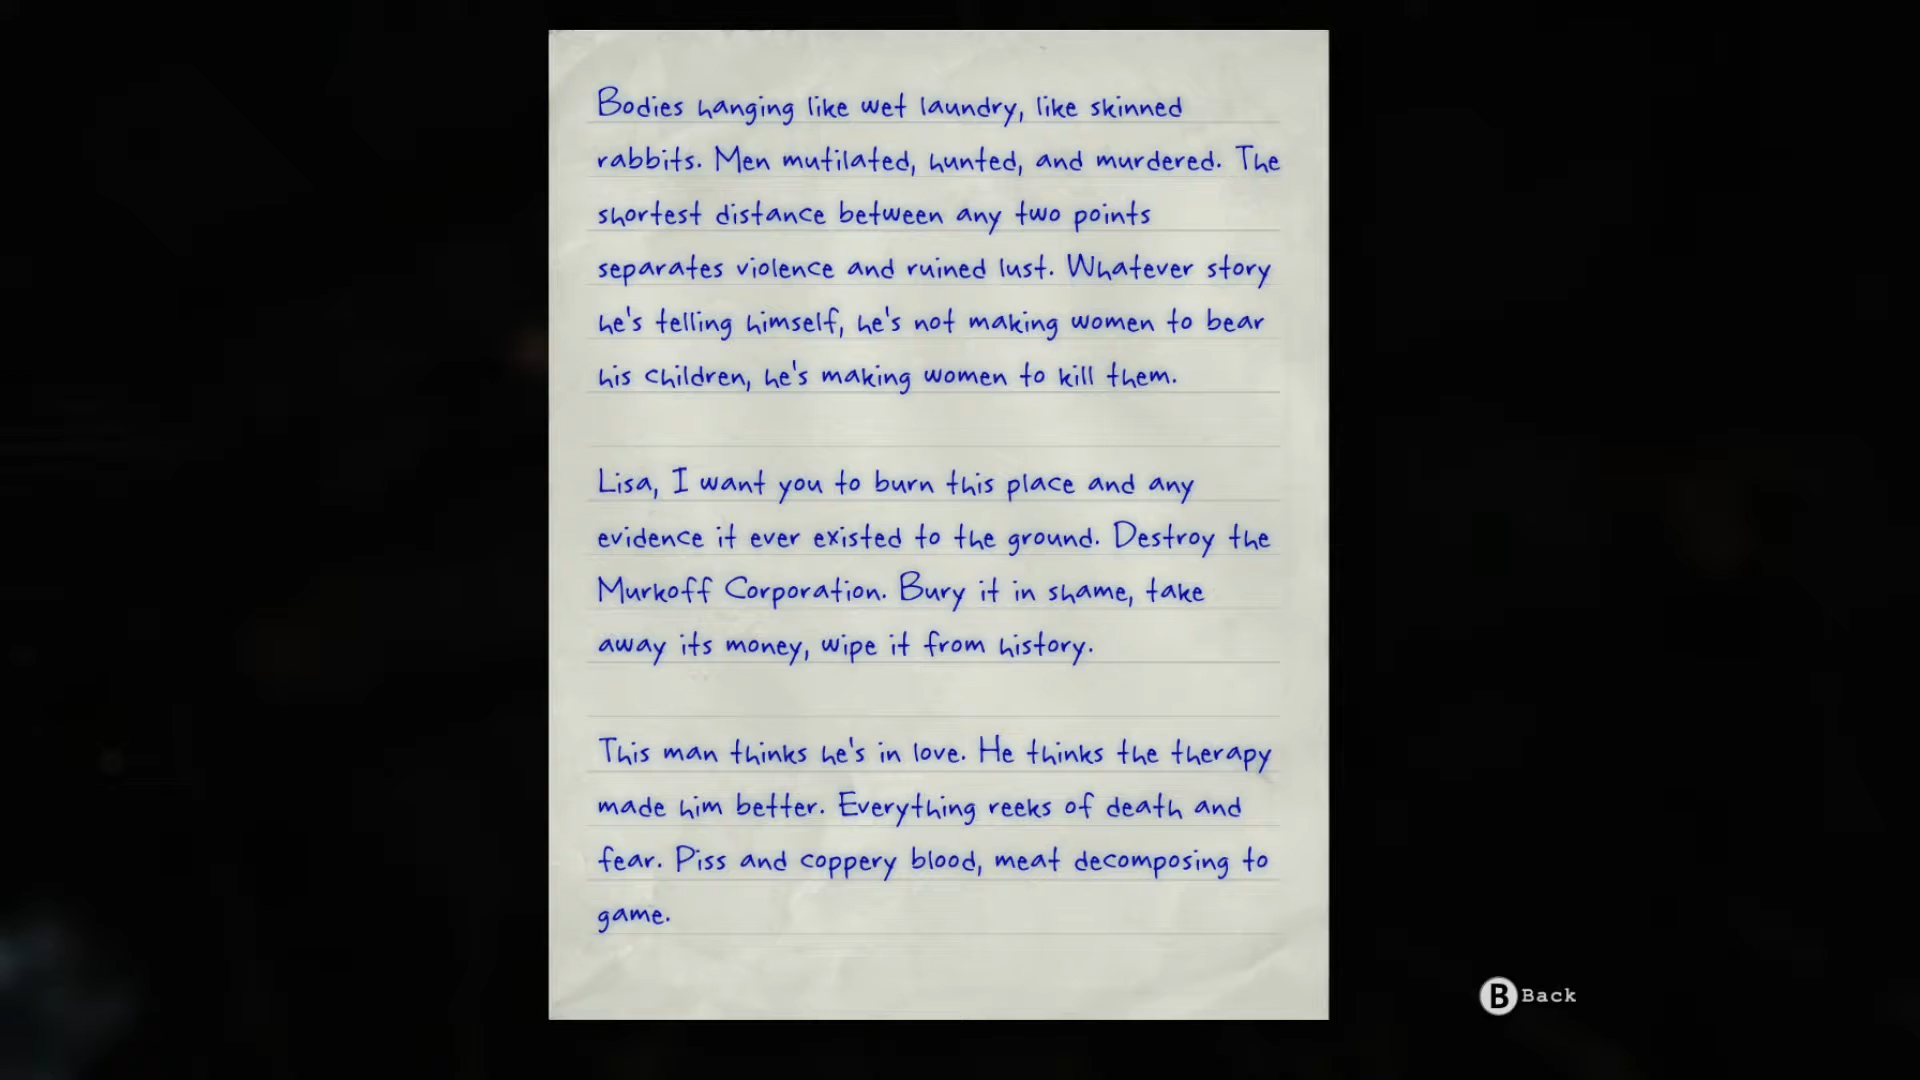 Bodies hanging like wet laundry, like skinned
rabbits. Men mutilated, hunted, and murdered. The
shortest distance between any two points
separates violence and ruined lust. Whatever story
he's telling himself, he's not making women to bear
his children, he's making women to kill them.
Lisa, I want you to burn this place and any
evidence it ever existed to the ground. Destroy the
Murkoff Corporation. Bury it in shame, take
away its money, wipe it from history.
This man thinks he's in love. He thinks the therapy
made him better. Everything reeks of death and
fear. Piss and coppery blood, meat decomposing to
game.
B Back